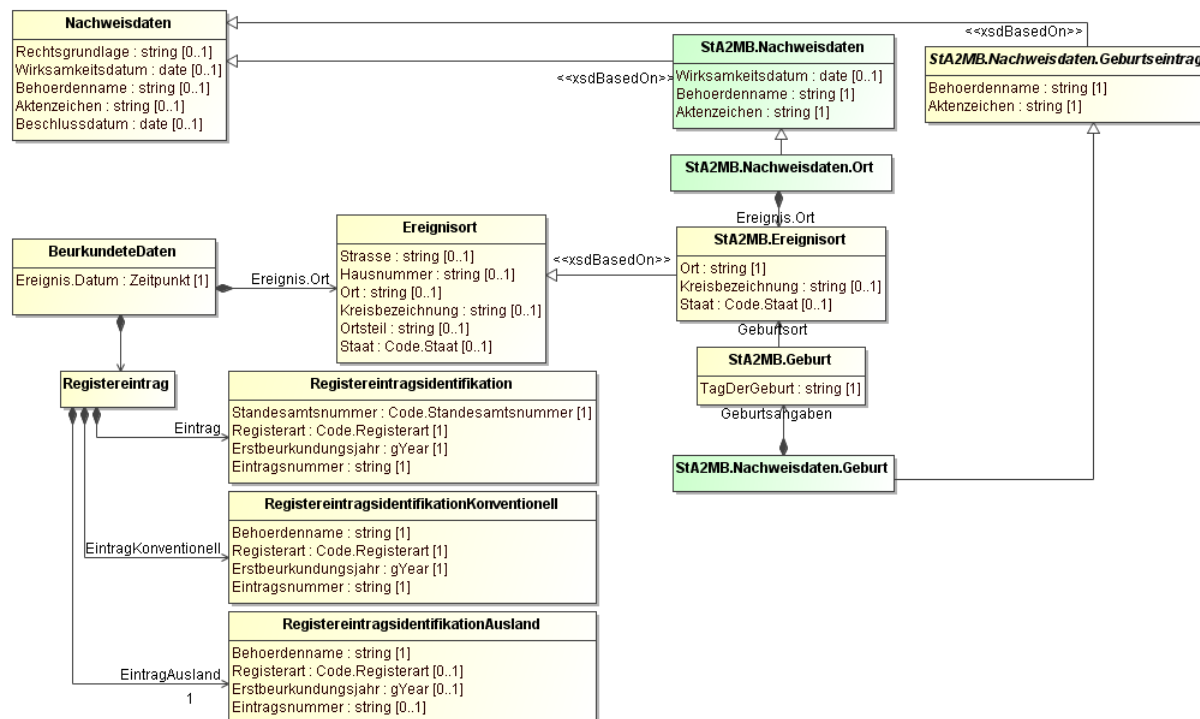 Nachweisdaten
Rechtsgrundlage : string [0..1]
Wirksamkeitsdatum : date [0..1]
Behoerdenname : string [0..1]
Aktenzeichen : string [0..1]
Beschlussdatum : date [0..1]
<<xsdBasedOn>>
<<xsdBasedOn>>
StA2MB.Nachweisdaten
Wirksamkeitsdatum : date [0..1]
Behoerdenname : string [1]
Aktenzeichen : string [1]
StA2MB.Nachweisdaten.Geburtseintrag
Behoerdenname : string [1]
Aktenzeichen : string [1]
StA2MB.Nachweisdaten.Ort
Ereignis.Ort
BeurkundeteDaten
Ereignis.Datum : Zeitpunkt [1]
Ereignis.Ort
Ereignisort
Strasse : string [0..1]
Hausnummer : string [0..1]
Ort : string [0..1]
Kreisbezeichnung : string [0..1]
Ortsteil : string [0..1]
Staat : Code.Staat [0..1]
<<xsdBasedOn>>
StA2MB.Ereignisort
Ort : string [1]
Kreisbezeichnung : string [0..1]
Staat : Code.Staat [0..1]
Geburtsort
StA2MB.Geburt
TagDerGeburt : string [1]
Geburtsangaben
StA2MB.Nachweisdaten.Geburt
Registereintrag
Eintrag
Registereintragsidentifikation
Standesamtsnummer : Code.Standesamtsnummer [1]
Registerart : Code.Registerart [1]
Erstbeurkundungsjahr : gYear [1]
Eintragsnummer : string [1]
EintragKonventionell
RegistereintragsidentifikationKonventionell
Behoerdenname : string [1]
Registerart : Code.Registerart [1]
Erstbeurkundungsjahr : gYear [1]
Eintragsnummer : string [1]
EintragAusland
1
RegistereintragsidentifikationAusland
Behoerdenname : string [1]
Registerart : Code.Registerart [0..1]
Erstbeurkundungsjahr : gYear [0..1]
Eintragsnummer : string [0..1]